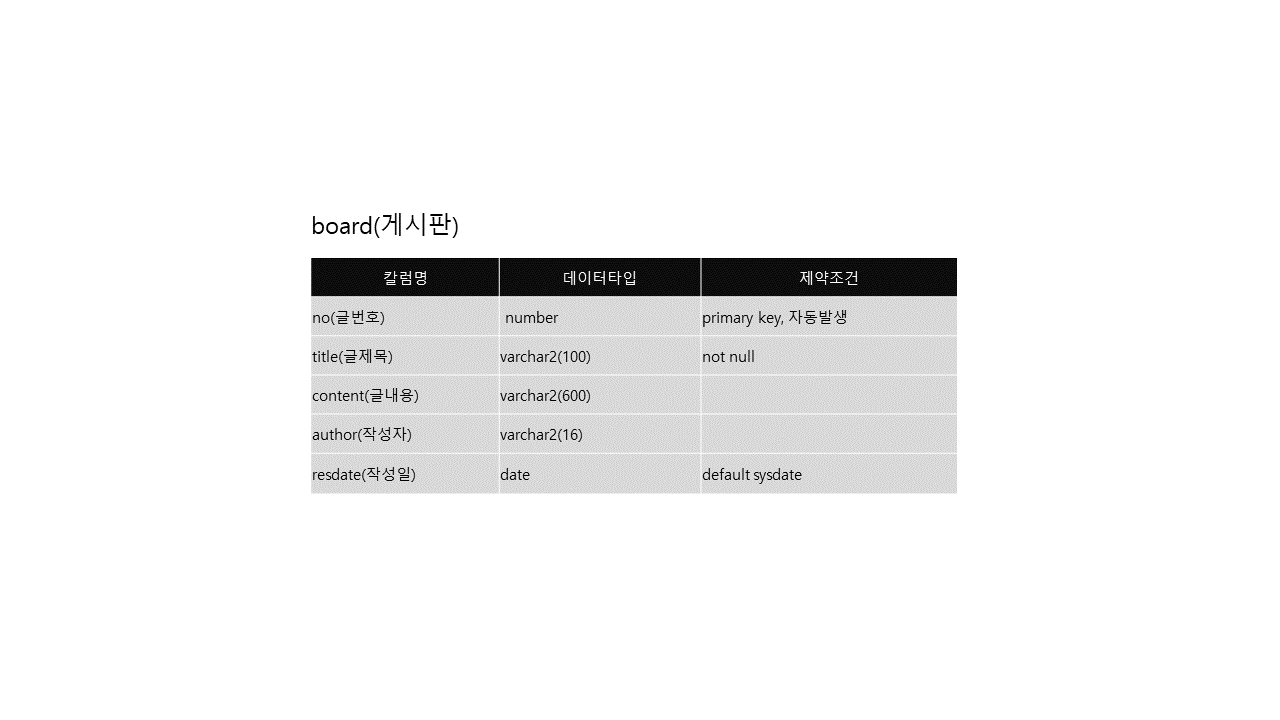 board(게시판)
칼럼명 데이터타입 제약조건
no(글번호) number primary key, 자동발생
title(글제목) varchar2(100) not null
content(글내용) varchar2(600)
author(작성자) varchar2(16)
resdate(작성일) date default sysdate